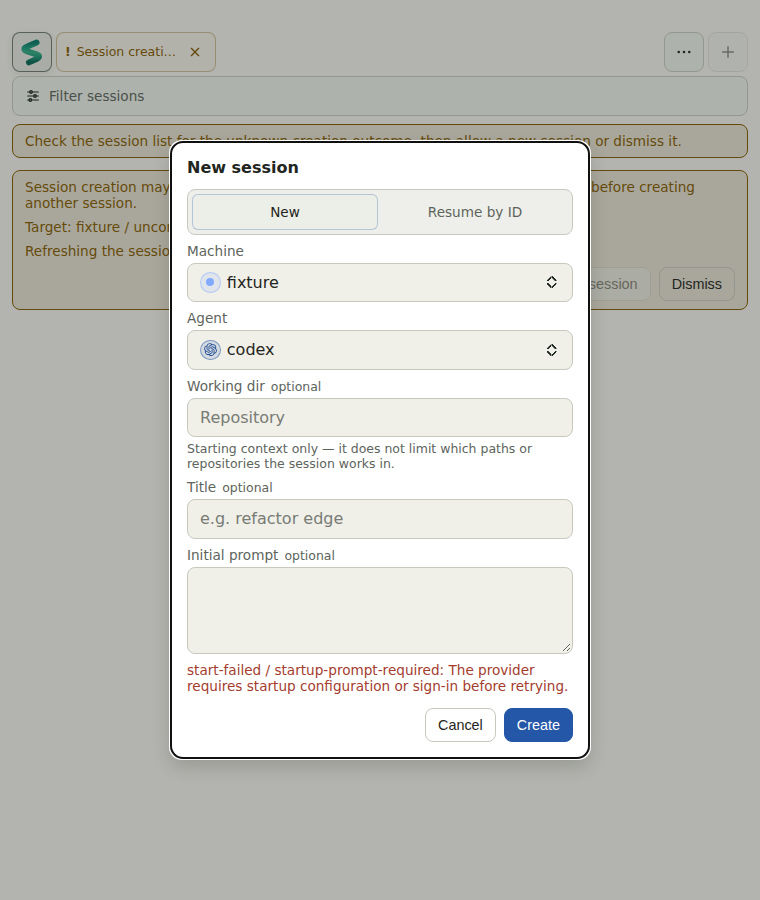 ! Session creati…
Filter sessions
Check the session list for the unknown creation outcome, then allow a new session or dismiss it.
Session creation may
before creating
another session.
Target: fixture /
Refreshing the
session
Dismiss
New session
New
Resume by ID
Machine
fixture
Agent
codex
Working dir optional
Repository
Starting context only — it does not limit which paths or
repositories the session works in.
Title optional
e.g. refactor edge
Initial prompt optional
start-failed / startup-prompt-required: The provider
requires startup configuration or sign-in before retrying.
Cancel
Create